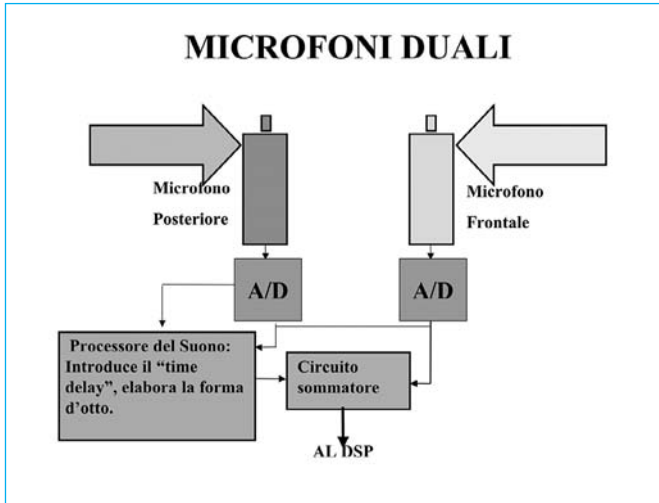 MICROFONI DUALI
Microfono
Posteriore
Microfono
Frontale
A/D
A/D
Processore del Suono:
Introduce il “time
delay”, elabora la forma
d’otto.
Circuito
sommatore
AL DSP